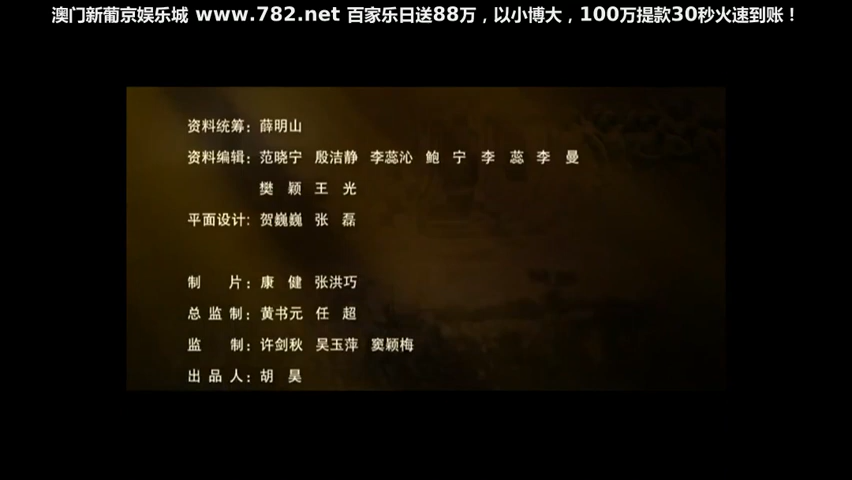 澳门新葡京娱乐城 www.782.net 百家乐日送88万，以小博大，100万提款30秒火速到账！
资料统筹：薛明山
资料编辑：范晓宁 殷洁静 李蕊沁 鲍 宁 李 蕊 李 曼
樊 颖 王 光
平面设计：贺巍巍 张 磊
制 片：康 健 张洪巧
总 监 制：黄书元 任 超
监 制：许剑秋 吴玉萍 窦颖梅
出 品 人：胡 昊